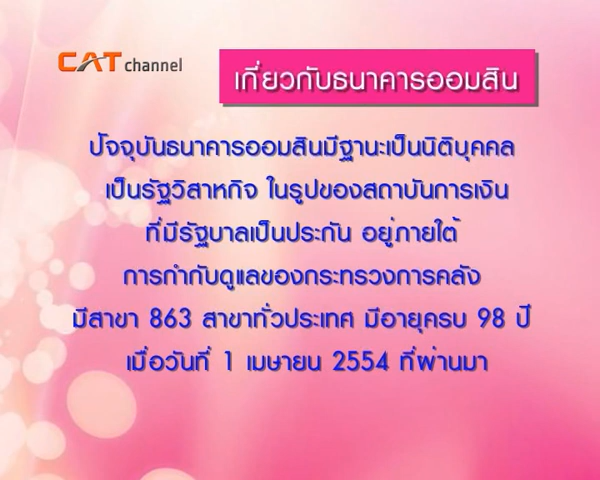 CAT channel
เกี่ยวกับธนาคารออมสิน
ปัจจุบันธนาคารออมสินมีฐานะเป็นนิติบุคคล
เป็นรัฐวิสาหกิจ ในรูปของสถาบันการเงิน
ที่มีรัฐบาลเป็นประกัน อยู่ภายใต้
การกำกับดูแลของกระทรวงการคลัง
มีสาขา 863 สาขาทั่วประเทศ มีอายุครบ 98 ปี
เมื่อวันที่ 1 เมษายน 2554 ที่ผ่านมา